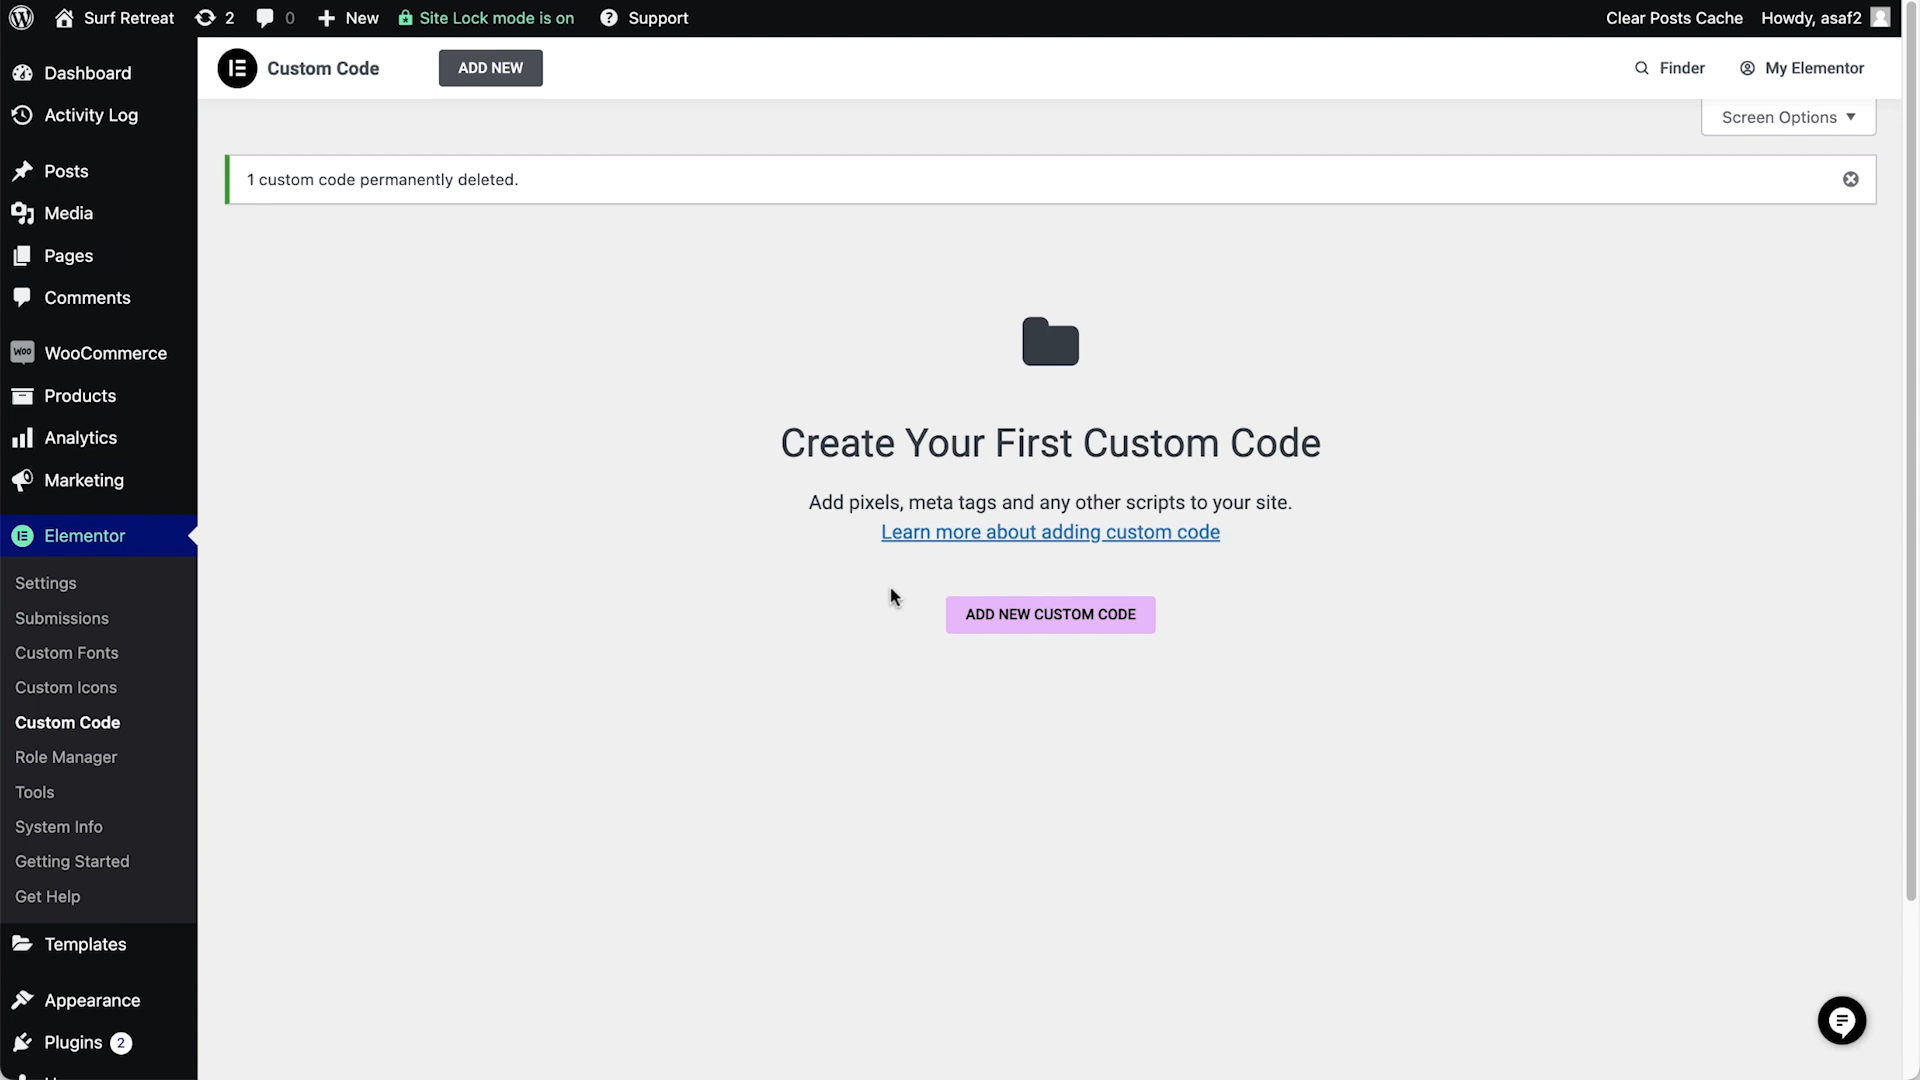 Surf Retreat
2
0
New
Site Lock mode is on
Support
Clear Posts Cache
Howdy, asaf2
Custom Code
ADD NEW
Finder
My Elementor
Screen Options
1 custom code permanently deleted.
Dashboard
Activity Log
Posts
Media
Pages
Comments
Woo WooCommerce
Products
Analytics
Marketing
Elementor
Settings
Submissions
Custom Fonts
Custom Icons
Custom Code
Role Manager
Tools
System Info
Getting Started
Get Help
Templates
Appearance
Plugins 2
Create Your First Custom Code
Add pixels, meta tags and any other scripts to your site.
Learn more about adding custom code
ADD NEW CUSTOM CODE